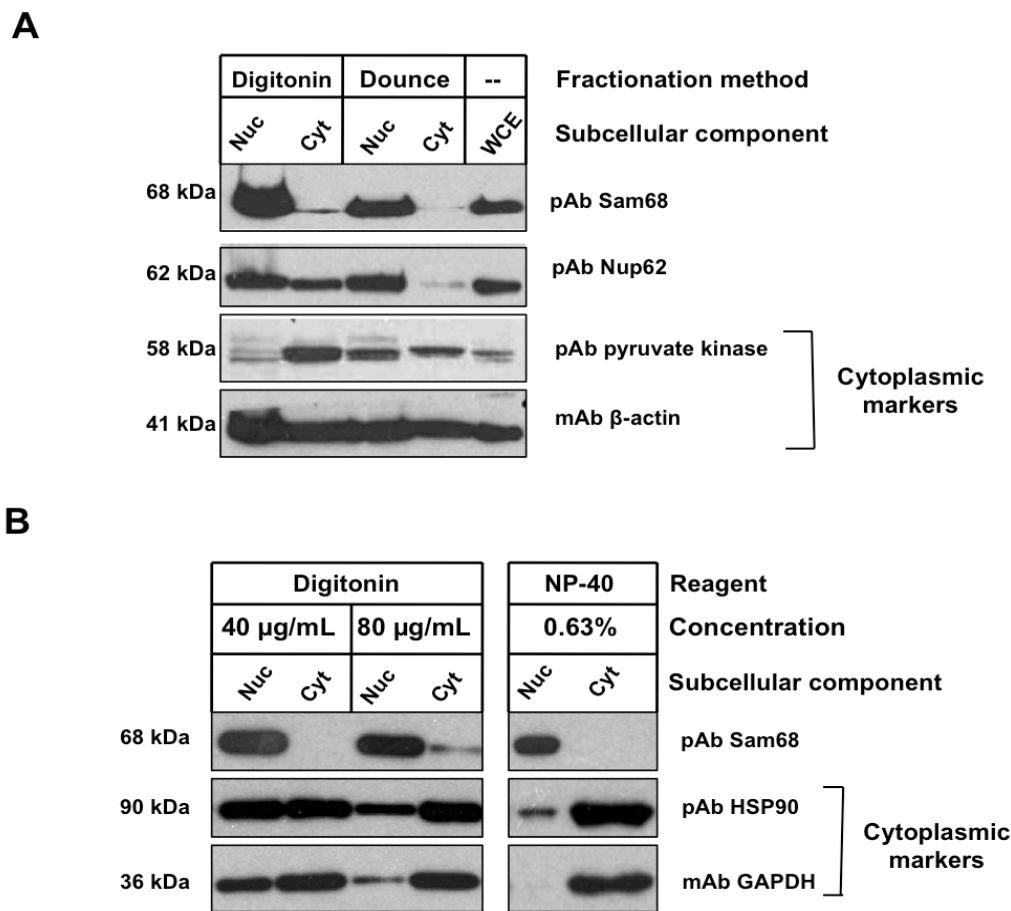 A
Digitonin Dounce -- Fractionation method
Nuc Cyt Nuc Cyt WCE Subcellular component
68 kDa pAb Sam68
62 kDa pAb Nup62
58 kDa pAb pyruvate kinase
Cytoplasmic
markers
41 kDa mAb β-actin
B
Digitonin NP-40 Reagent
40 µg/mL 80 µg/mL 0.63% Concentration
Nuc Cyt Nuc Cyt Nuc Cyt Subcellular component
68 kDa pAb Sam68
90 kDa pAb HSP90
Cytoplasmic
markers
36 kDa mAb GAPDH